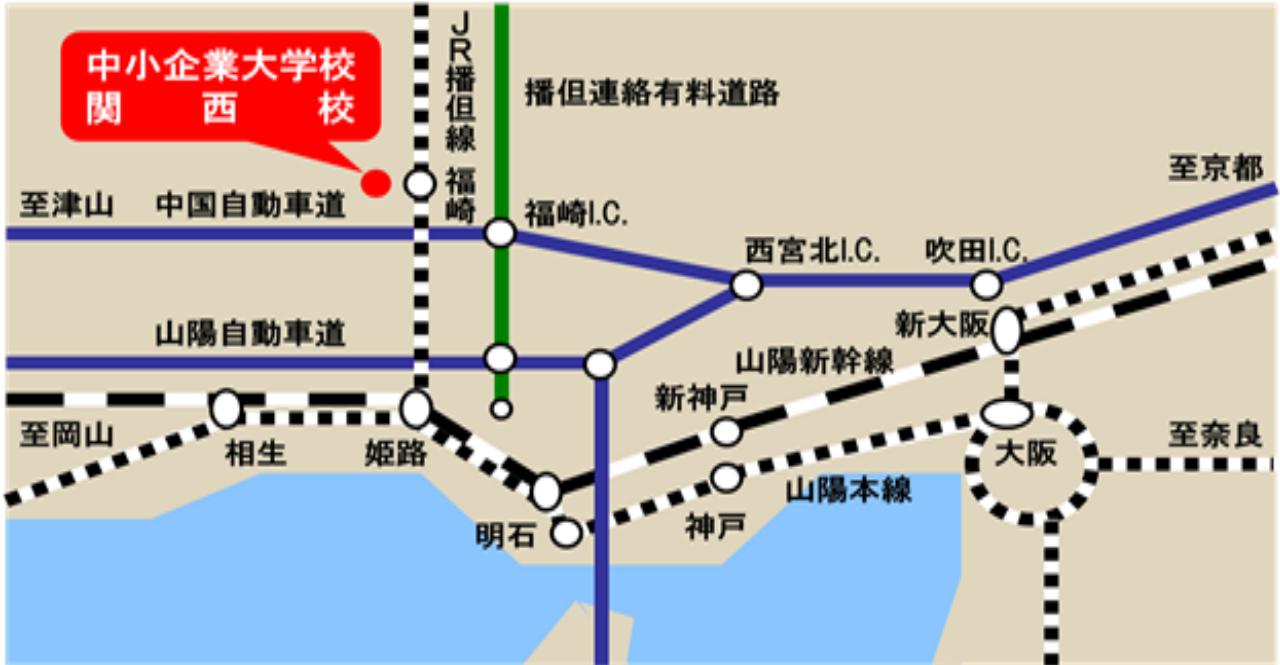 中小企業大学校
関西校
JR播但線
播但連絡有料道路
至京都
福崎
至津山
中国自動車道
福崎I.C.
西宮北I.C.
吹田I.C.
新大阪
山陽自動車道
山陽新幹線
新神戸
至岡山
相生
姫路
大阪
至奈良
山陽本線
明石
神戸